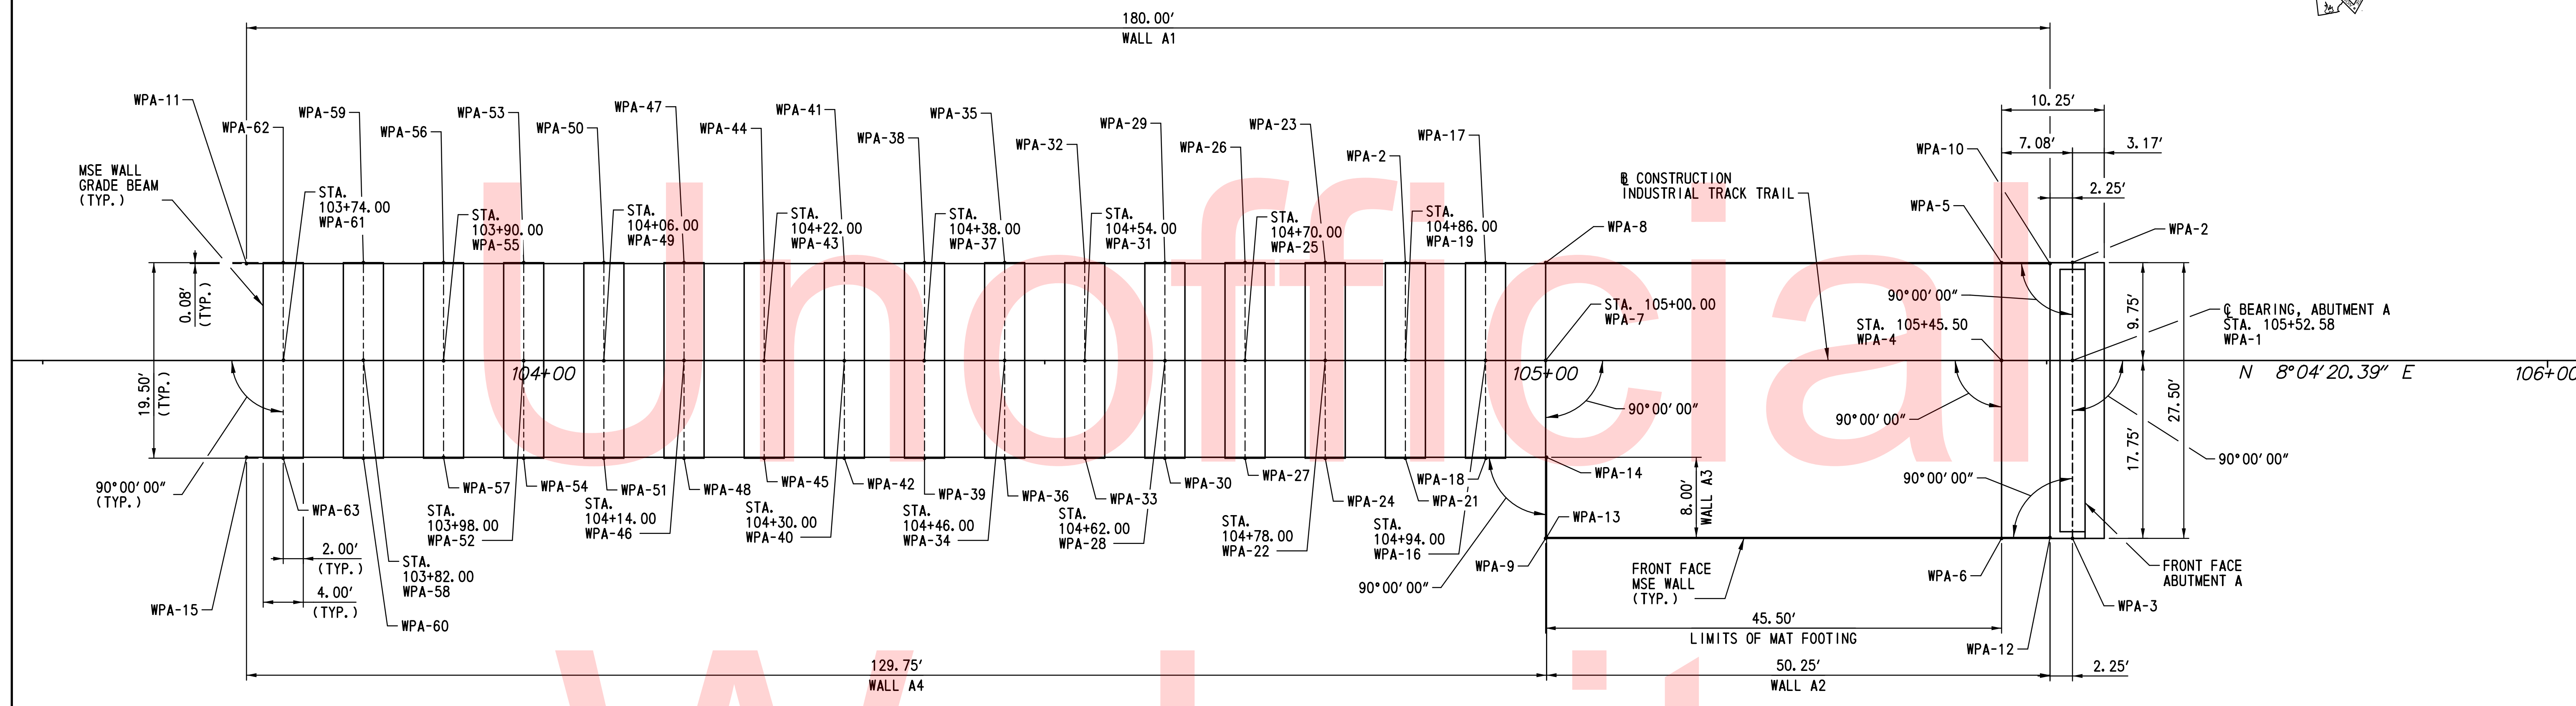 180.00′
WALL A1
10.25′
7.08′
3.17′
2.25′
WPA-11
WPA-62
WPA-59
WPA-56
WPA-53
WPA-50
WPA-47
WPA-44
WPA-41
WPA-38
WPA-35
WPA-32
WPA-29
WPA-26
WPA-23
WPA-2
WPA-17
WPA-10
WPA-5
WPA-8
WPA-2
MSE WALL
GRADE BEAM
(TYP.)
STA.
103+74.00
WPA-61
STA.
103+90.00
WPA-55
STA.
104+06.00
WPA-49
STA.
104+22.00
WPA-43
STA.
104+38.00
WPA-37
STA.
104+54.00
WPA-31
STA.
104+70.00
WPA-25
STA.
104+86.00
WPA-19
℄ CONSTRUCTION
INDUSTRIAL TRACK TRAIL
0.08′
(TYP.)
19.50′
(TYP.)
STA. 105+00.00
WPA-7
90°00′00″
STA. 105+45.50
WPA-4
9.75′
℄ BEARING, ABUTMENT A
STA. 105+52.58
WPA-1
104+00
105+00
N 8°04′20.39″ E
106+00
27.50′
17.75′
90°00′00″
90°00′00″
90°00′00″
90°00′00″
90°00′00″
(TYP.)
WPA-63
WPA-57
WPA-54
WPA-51
WPA-48
WPA-45
WPA-42
WPA-39
WPA-36
WPA-33
WPA-30
WPA-27
WPA-24
WPA-21
WPA-18
WPA-14
WPA-13
8.00′
WALL A3
STA.
103+98.00
WPA-52
STA.
104+14.00
WPA-46
STA.
104+30.00
WPA-40
STA.
104+46.00
WPA-34
STA.
104+62.00
WPA-28
STA.
104+78.00
WPA-22
STA.
104+94.00
WPA-16
2.00′
(TYP.)
4.00′
(TYP.)
STA.
103+82.00
WPA-58
WPA-15
WPA-60
WPA-9
90°00′00″
FRONT FACE
MSE WALL
(TYP.)
WPA-6
FRONT FACE
ABUTMENT A
WPA-3
WPA-12
45.50′
LIMITS OF MAT FOOTING
129.75′
WALL A4
50.25′
WALL A2
2.25′
Unofficial